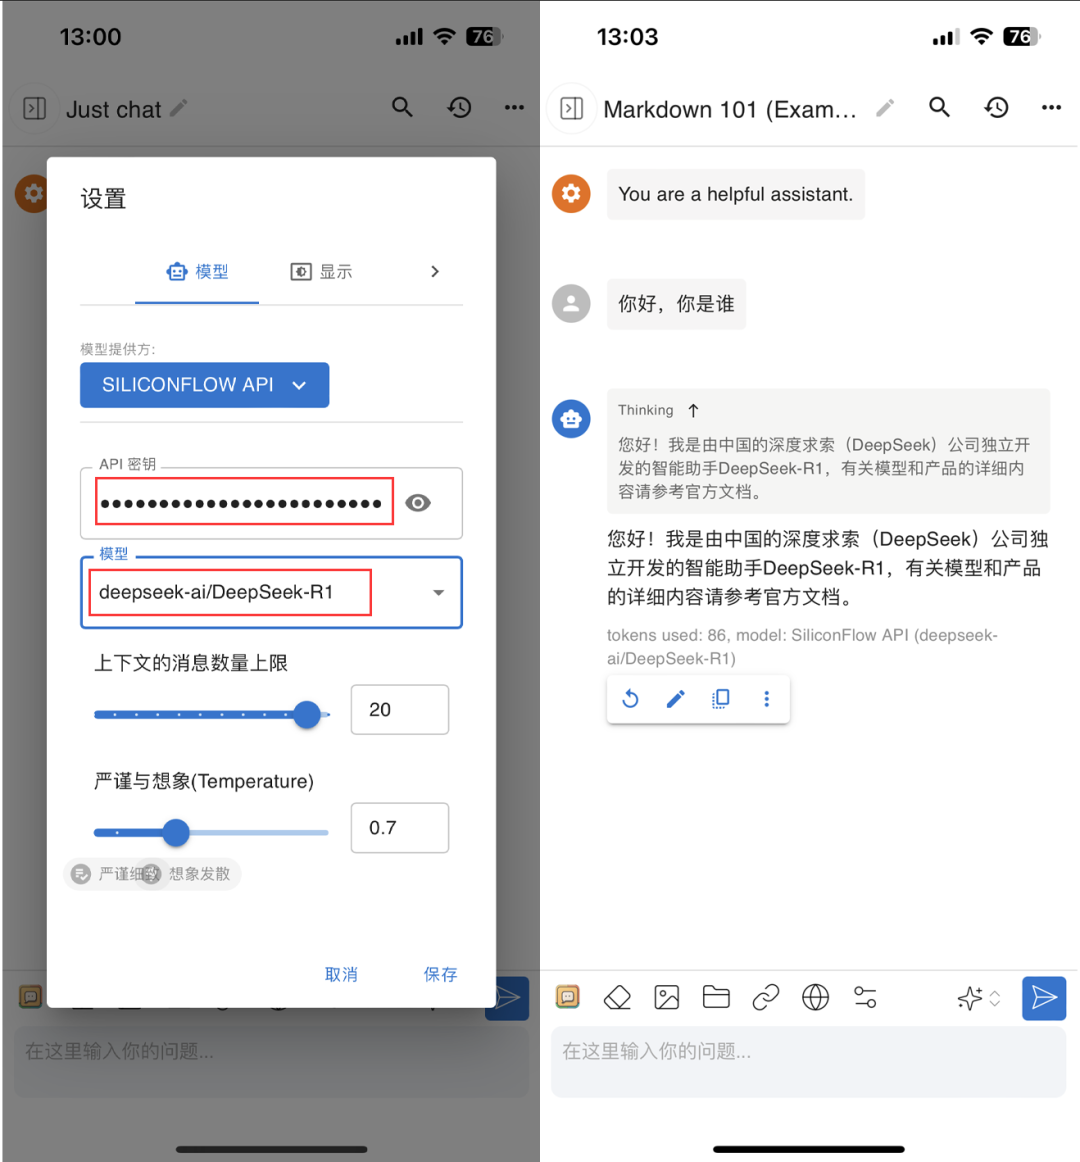 13:00
76
Just chat
设置
模型
显示
模型提供方:
SILICONFLOW API
API 密钥
••••••••••••••••••••••••
模型
deepseek-ai/DeepSeek-R1
上下文的消息数量上限
20
严谨与想象(Temperature)
0.7
严谨细致
想象发散
取消
保存
在这里输入你的问题...
13:03
76
Markdown 101 (Exam...
You are a helpful assistant.
你好，你是谁
Thinking ↑
您好！我是由中国的深度求索（DeepSeek）公司独立开
发的智能助手DeepSeek-R1，有关模型和产品的详细内
容请参考官方文档。
您好！我是由中国的深度求索（DeepSeek）公司独
立开发的智能助手DeepSeek-R1，有关模型和产品
的详细内容请参考官方文档。
tokens used: 86, model: SiliconFlow API (deepseek-
ai/DeepSeek-R1)
在这里输入你的问题...